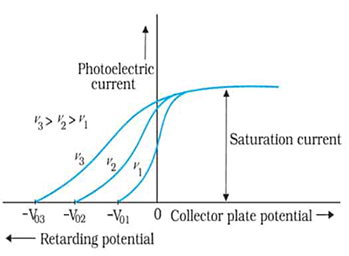 Photoelectric
current
ν3 > ν2 > ν1
Saturation current
ν3
ν2
ν1
–V03 –V02 –V01 0 Collector plate potential →
← Retarding potential